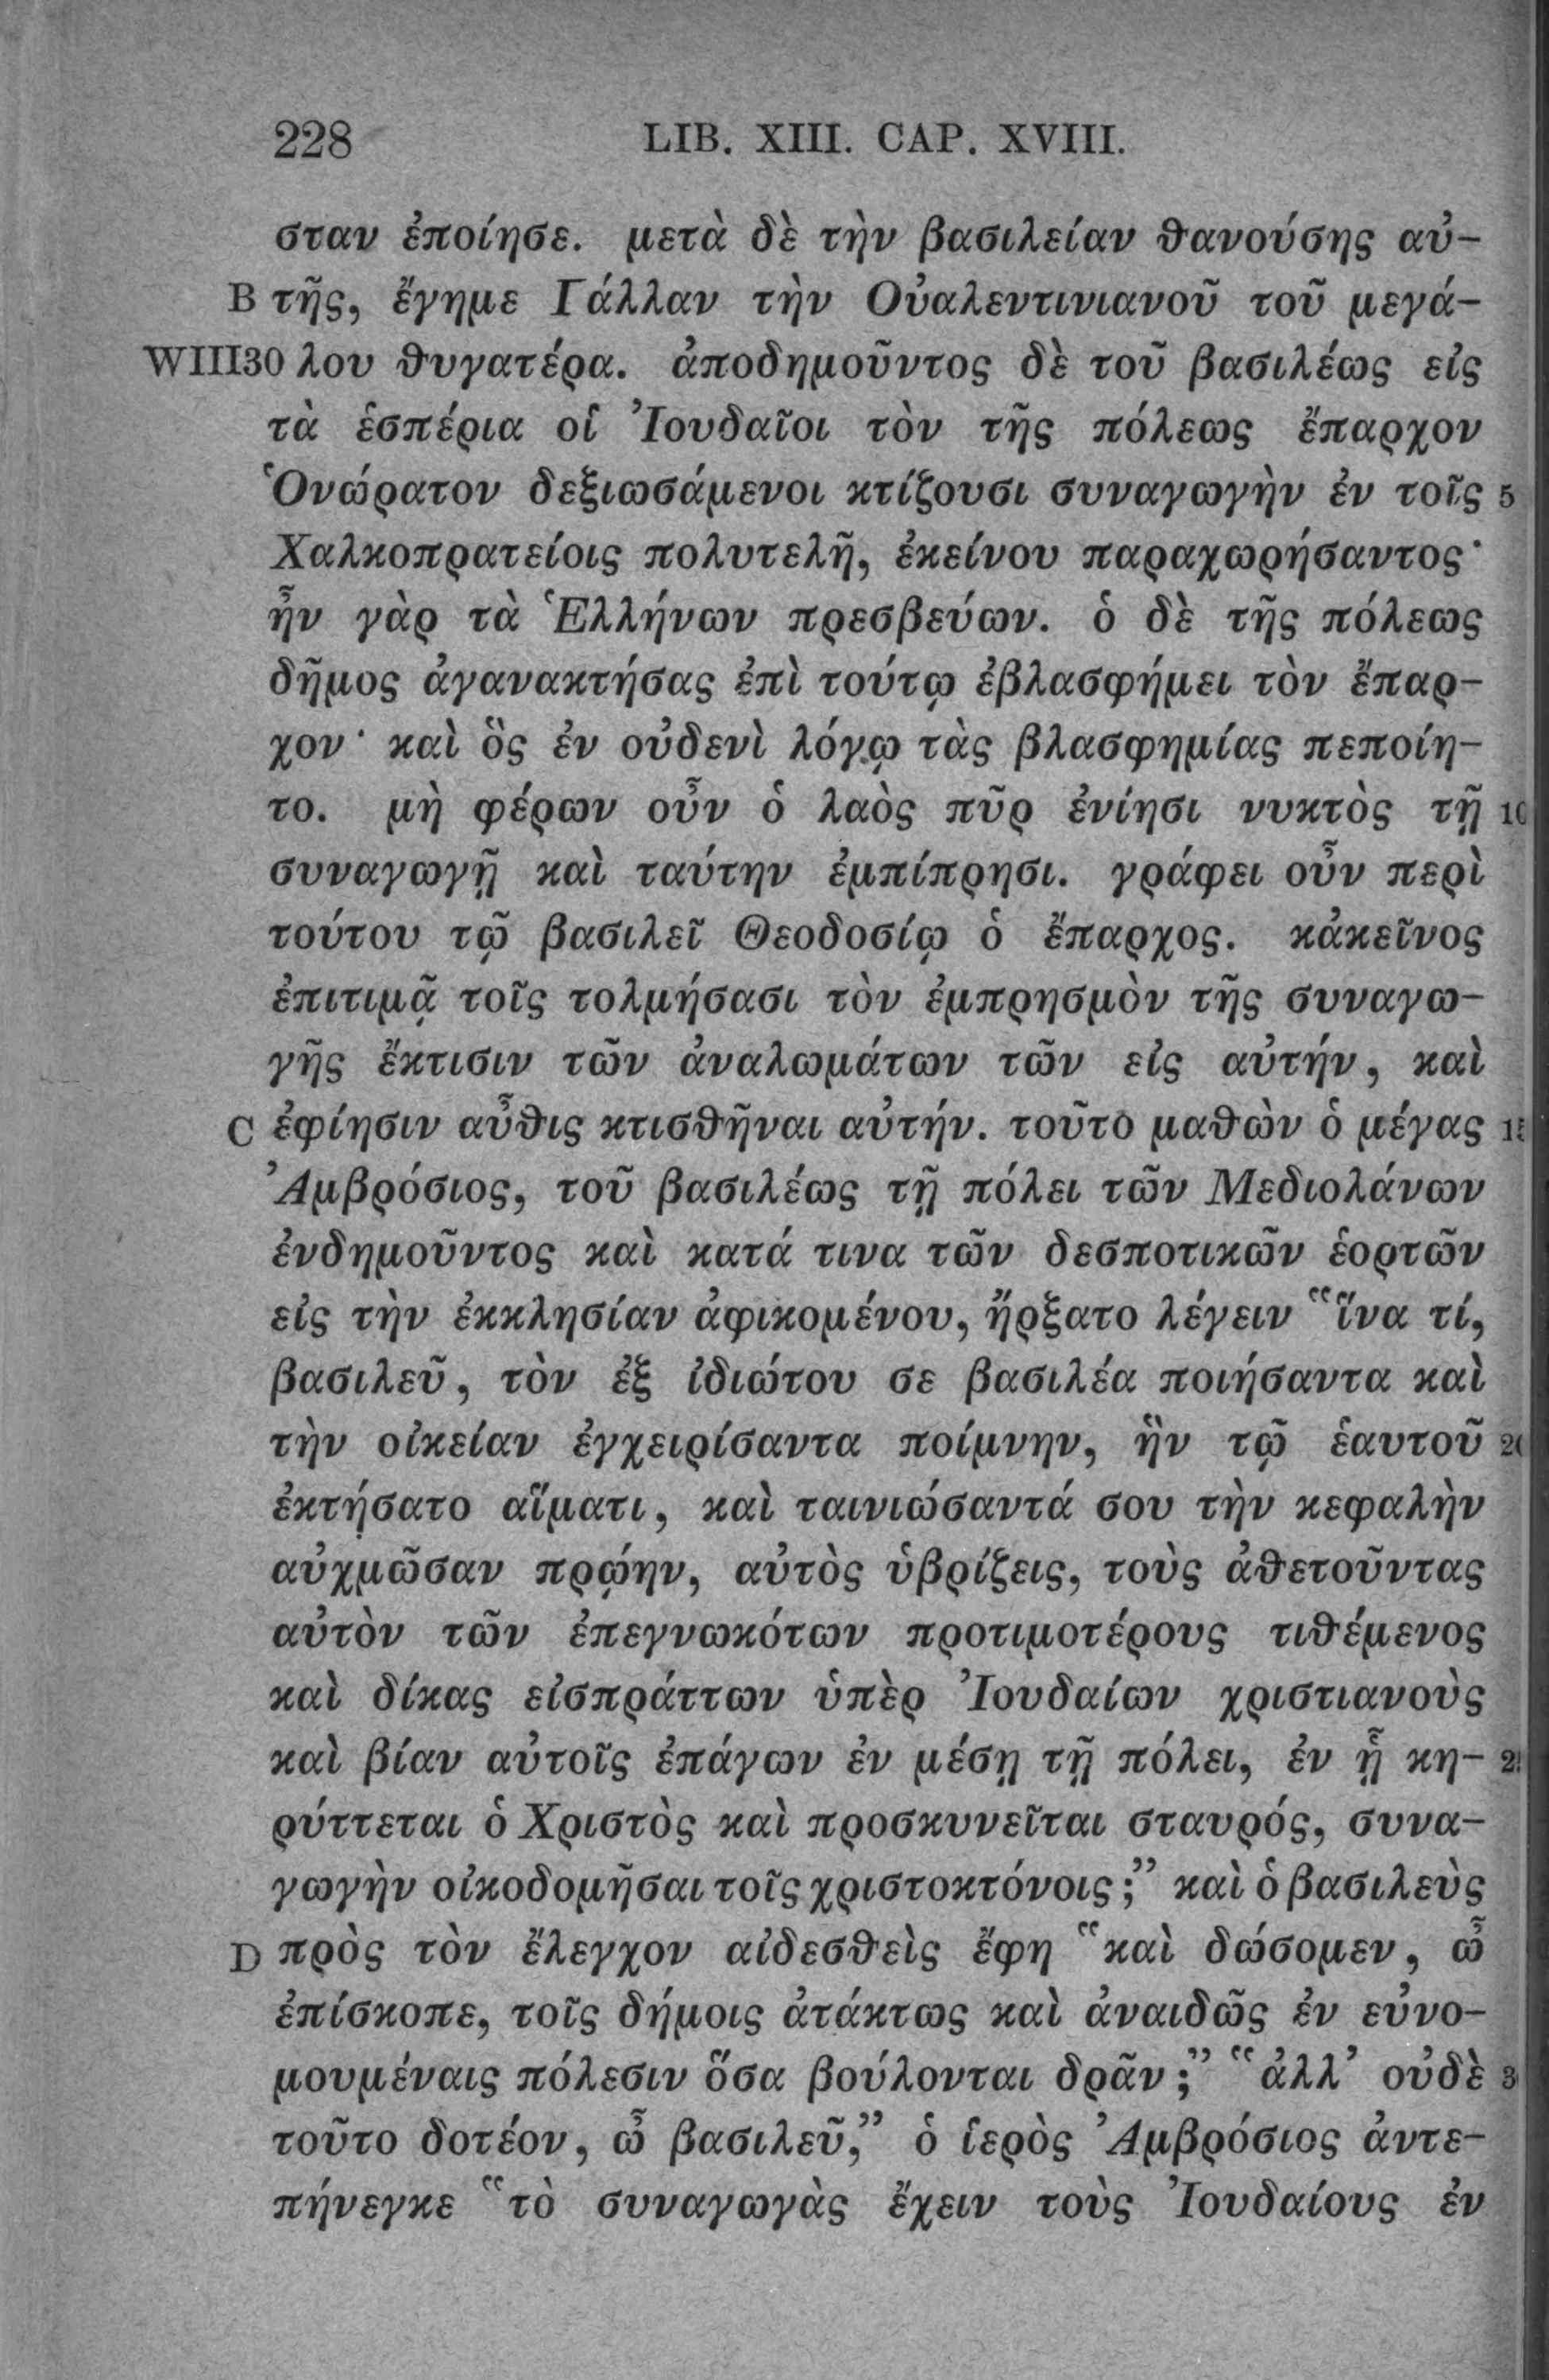 228 LIB. XIII. CAP. XVIII.
σταν ἐποίησε. μετὰ δὲ τὴν βασιλείαν θανούσης αὐ-
B τῆς, ἔγημε Γάλλαν τὴν Οὐαλεντινιανοῦ τοῦ μεγά-
WIII30 λου θυγατέρα. ἀποδημοῦντος δὲ τοῦ βασιλέως εἰς
τὰ ἑσπέρια οἱ Ἰουδαῖοι τὸν τῆς πόλεως ἔπαρχον
Ὁνώρατον δεξιωσάμενοι κτίζουσι συναγωγὴν ἐν τοῖς 5
Χαλκοπρατείοις πολυτελῆ, ἐκείνου παραχωρήσαντος·
ἦν γὰρ τὰ Ἑλλήνων πρεσβεύων. ὁ δὲ τῆς πόλεως
δῆμος ἀγανακτήσας ἐπὶ τούτῳ ἐβλασφήμει τὸν ἔπαρ-
χον· καὶ ὃς ἐν οὐδενὶ λόγῳ τὰς βλασφημίας πεποίη-
το. μὴ φέρων οὖν ὁ λαὸς πῦρ ἐνίησι νυκτὸς τῇ 10
συναγωγῇ καὶ ταύτην ἐμπίπρησι. γράφει οὖν περὶ
τούτου τῷ βασιλεῖ Θεοδοσίῳ ὁ ἔπαρχος. κἀκεῖνος
ἐπιτιμᾷ τοῖς τολμήσασι τὸν ἐμπρησμὸν τῆς συναγω-
γῆς ἔκτισιν τῶν ἀναλωμάτων τῶν εἰς αὐτήν, καὶ
C ἐφίησιν αὖθις κτισθῆναι αὐτήν. τοῦτο μαθὼν ὁ μέγας 15
Ἀμβρόσιος, τοῦ βασιλέως τῇ πόλει τῶν Μεδιολάνων
ἐνδημοῦντος καὶ κατά τινα τῶν δεσποτικῶν ἑορτῶν
εἰς τὴν ἐκκλησίαν ἀφικομένου, ἤρξατο λέγειν “ἵνα τί,
βασιλεῦ, τὸν ἐξ ἰδιώτου σε βασιλέα ποιήσαντα καὶ
τὴν οἰκείαν ἐγχειρίσαντα ποίμνην, ἣν τῷ ἑαυτοῦ 20
ἐκτήσατο αἵματι, καὶ ταινιώσαντά σου τὴν κεφαλὴν
αὐχμῶσαν πρῴην, αὐτὸς ὑβρίζεις, τοὺς ἀθετοῦντας
αὐτὸν τῶν ἐπεγνωκότων προτιμοτέρους τιθέμενος
καὶ δίκας εἰσπράττων ὑπὲρ Ἰουδαίων χριστιανοὺς
καὶ βίαν αὐτοῖς ἐπάγων ἐν μέσῃ τῇ πόλει, ἐν ᾗ κη- 25
ρύττεται ὁ Χριστὸς καὶ προσκυνεῖται σταυρός, συνα-
γωγὴν οἰκοδομῆσαι τοῖς χριστοκτόνοις;” καὶ ὁ βασιλεὺς
D πρὸς τὸν ἔλεγχον αἰδεσθεὶς ἔφη “καὶ δώσομεν, ὦ
ἐπίσκοπε, τοῖς δήμοις ἀτάκτως καὶ ἀναιδῶς ἐν εὐνο-
μουμέναις πόλεσιν ὅσα βούλονται δρᾶν;” “ἀλλ’ οὐδὲ 3
τοῦτο δοτέον, ὦ βασιλεῦ,” ὁ ἱερὸς Ἀμβρόσιος ἀντε-
πήνεγκε “τὸ συναγωγὰς ἔχειν τοὺς Ἰουδαίους ἐν